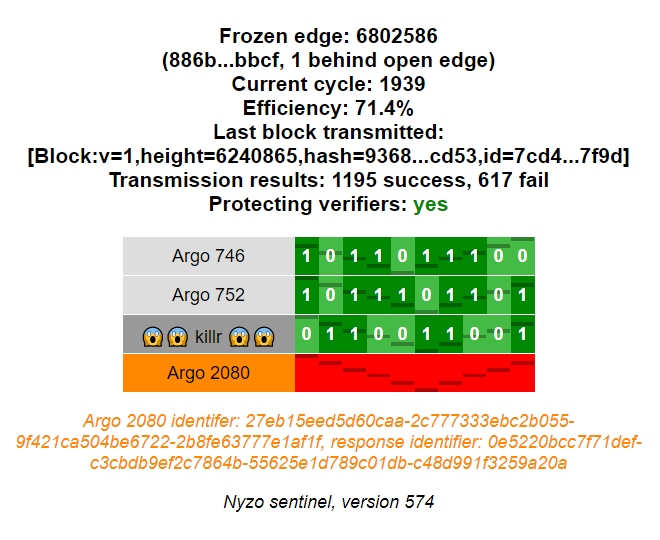 Frozen edge: 6802586
(886b...bbcf, 1 behind open edge)
Current cycle: 1939
Efficiency: 71.4%
Last block transmitted:
[Block:v=1,height=6240865,hash=9368...cd53,id=7cd4...7f9d]
Transmission results: 1195 success, 617 fail
Protecting verifiers: yes
Argo 746 1 0 1 1 0 1 1 1 0 0
Argo 752 1 0 1 1 1 0 1 1 0 1
😱😱 killr 😱😱 0 1 1 0 0 1 1 0 0 1
Argo 2080
Argo 2080 identifer: 27eb15eed5d60caa-2c777333ebc2b055-
9f421ca504be6722-2b8fe63777e1af1f, response identifier: 0e5220bcc7f71def-
c3cbdb9ef2c7864b-55625e1d789c01db-c48d991f3259a20a
Nyzo sentinel, version 574